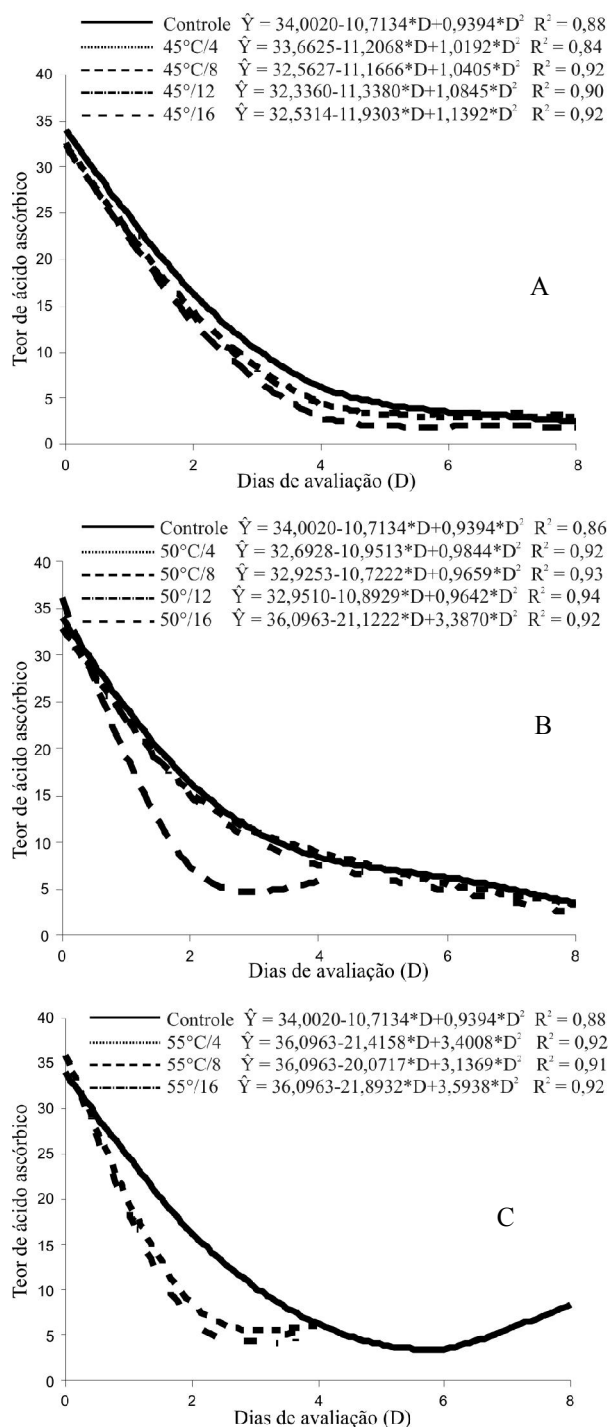 Controle Ŷ = 34,0020-10,7134*D+0,9394*D² R² = 0,88
45°C/4 Ŷ = 33,6625-11,2068*D+1,0192*D² R² = 0,84
45°C/8 Ŷ = 32,5627-11,1666*D+1,0405*D² R² = 0,92
45°/12 Ŷ = 32,3360-11,3380*D+1,0845*D² R² = 0,90
45°/16 Ŷ = 32,5314-11,9303*D+1,1392*D² R² = 0,92
40
35
30
25
20
15
10
5
0
Teor de ácido ascórbico
A
0 2 4 6 8
Dias de avaliação (D)
Controle Ŷ = 34,0020-10,7134*D+0,9394*D² R² = 0,86
50°C/4 Ŷ = 32,6928-10,9513*D+0,9844*D² R² = 0,92
50°C/8 Ŷ = 32,9253-10,7222*D+0,9659*D² R² = 0,93
50°/12 Ŷ = 32,9510-10,8929*D+0,9642*D² R² = 0,94
50°/16 Ŷ = 36,0963-21,1222*D+3,3870*D² R² = 0,92
40
35
30
25
20
15
10
5
0
Teor de ácido ascórbico
B
0 2 4 6 8
Dias de avaliação (D)
Controle Ŷ = 34,0020-10,7134*D+0,9394*D² R² = 0,88
55°C/4 Ŷ = 36,0963-21,4158*D+3,4008*D² R² = 0,92
55°C/8 Ŷ = 36,0963-20,0717*D+3,1369*D² R² = 0,91
55°/16 Ŷ = 36,0963-21,8932*D+3,5938*D² R² = 0,92
40
35
30
25
20
15
10
5
0
Teor de ácido ascórbico
C
0 2 4 6 8
Dias de avaliação (D)